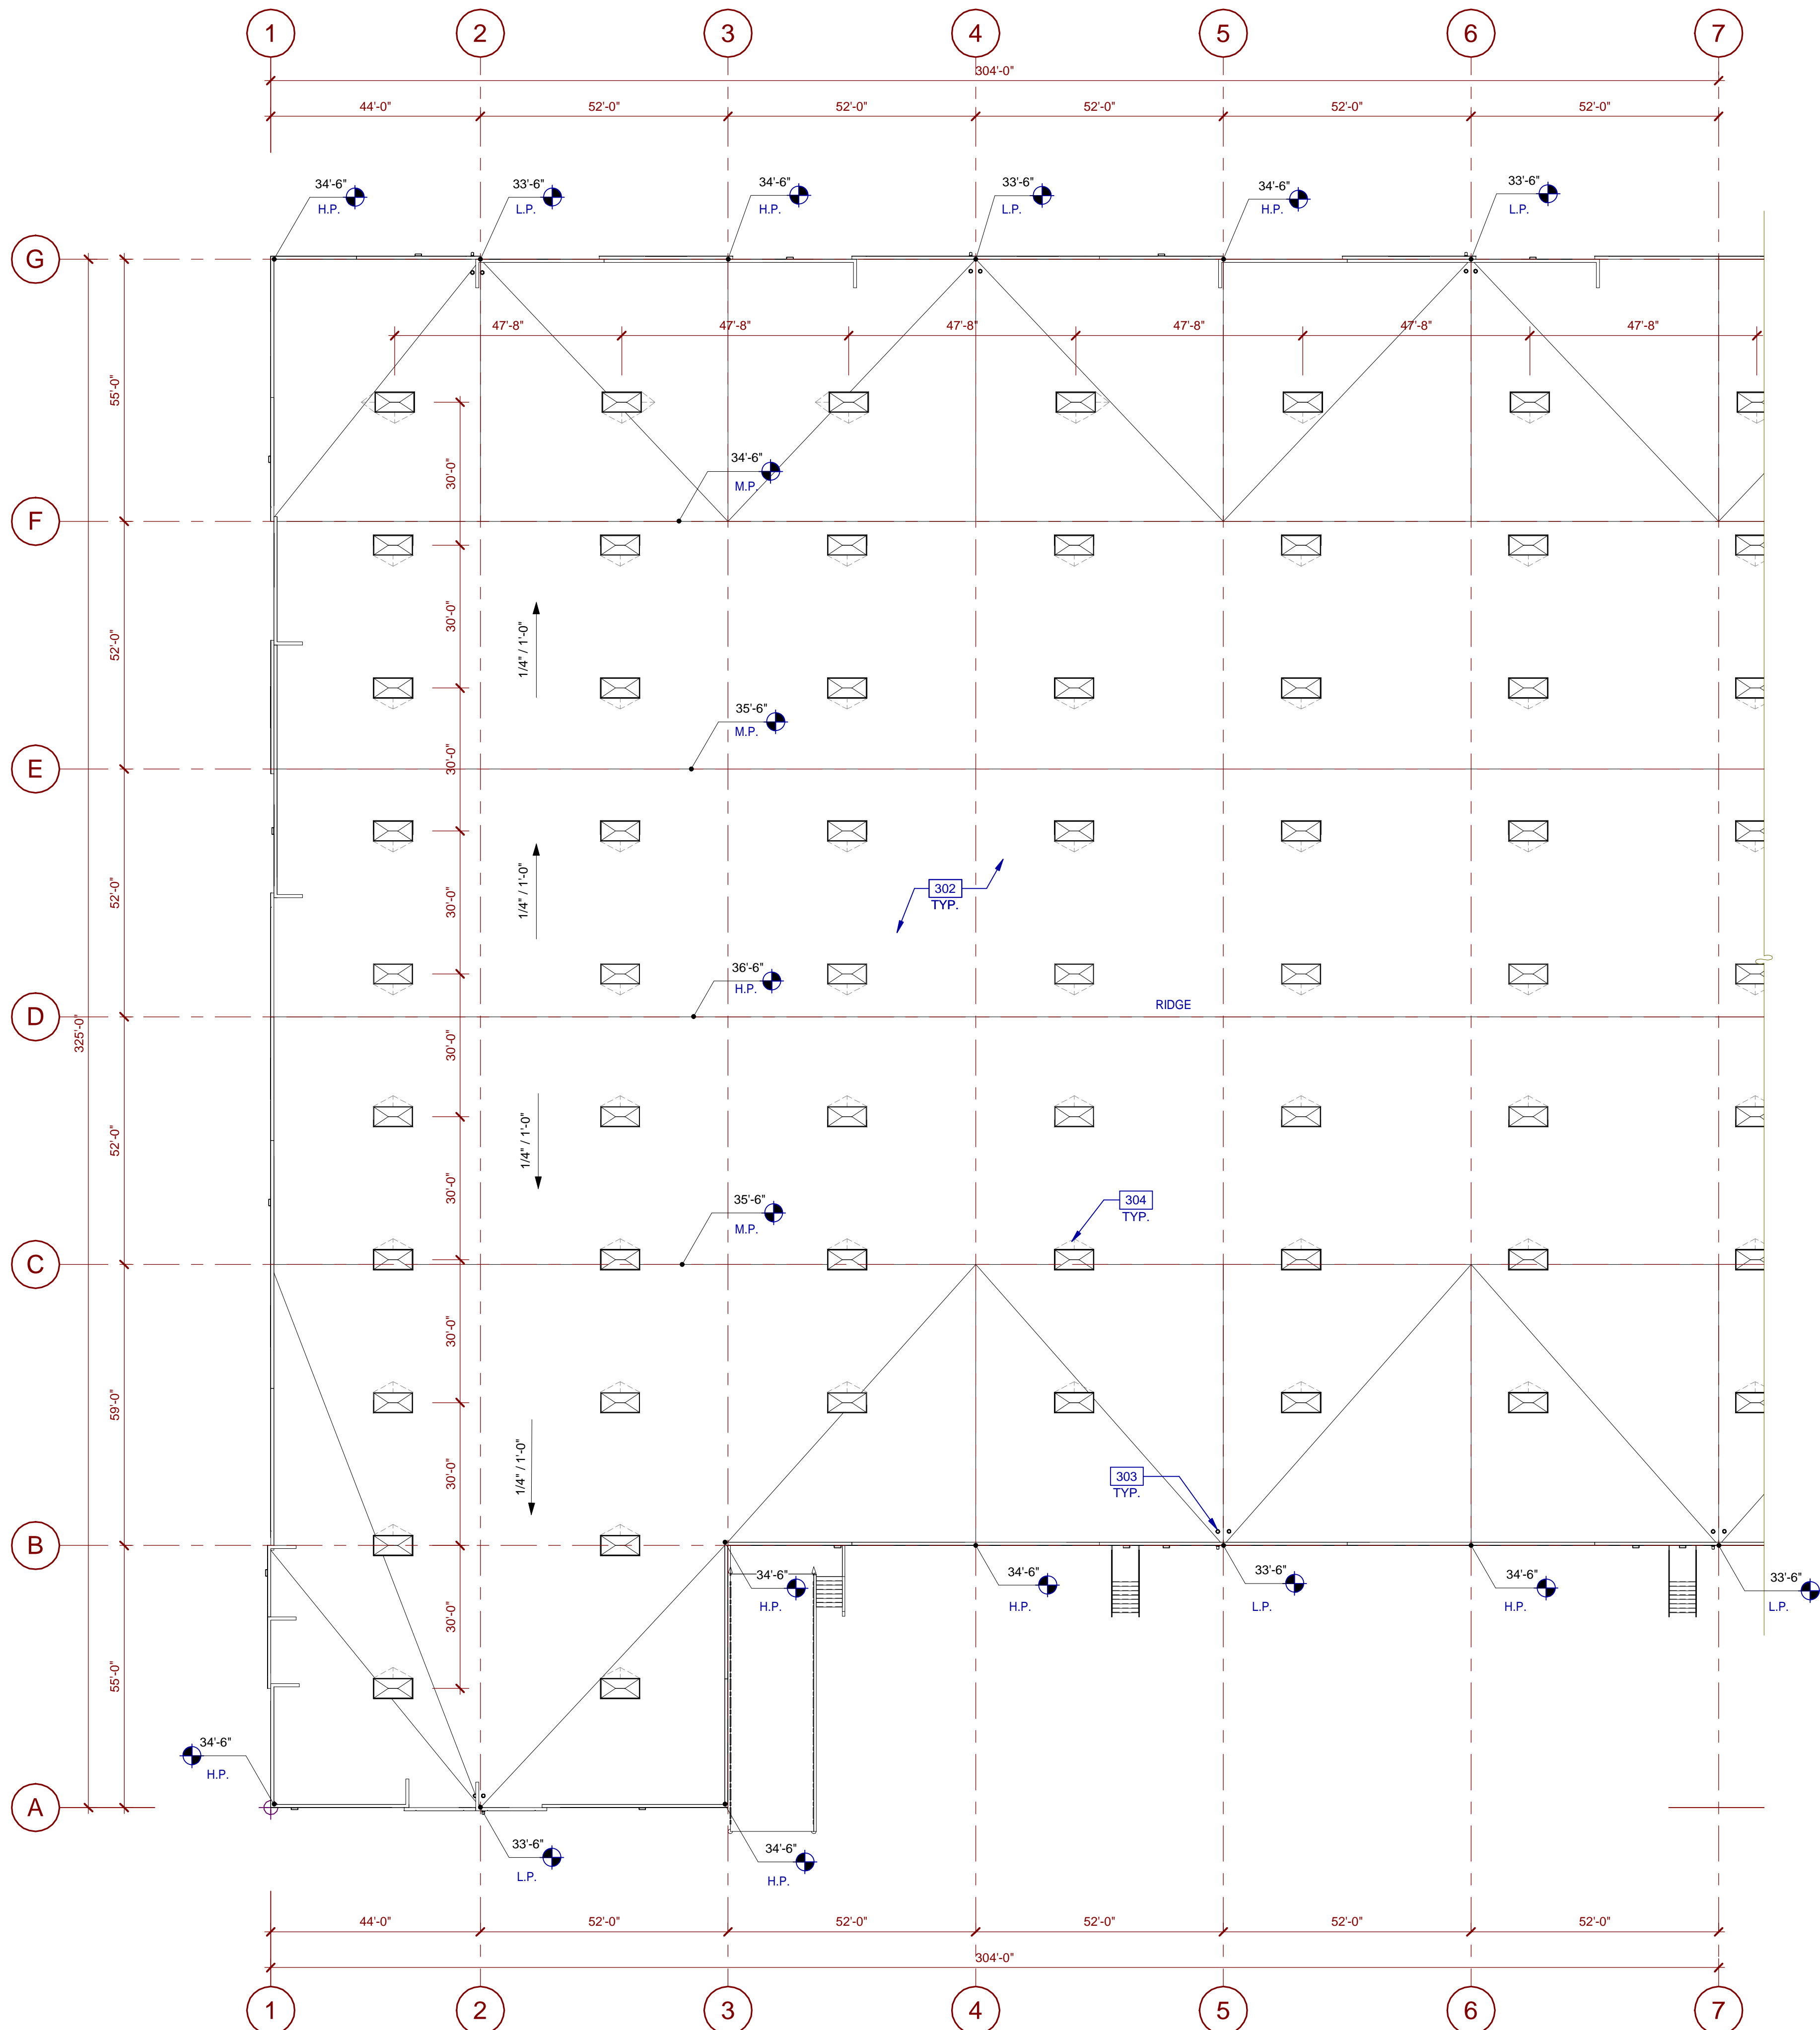 1 2 3 4 5 6 7
304'-0"
44'-0" 52'-0" 52'-0" 52'-0" 52'-0" 52'-0"
34'-6" 33'-6" 34'-6" 33'-6" 34'-6" 33'-6"
H.P. L.P. H.P. L.P. H.P. L.P.
G
47'-8" 47'-8" 47'-8" 47'-8" 47'-8" 47'-8"
55'-0"
30'-0"
34'-6"
M.P.
F
30'-0"
52'-0"
1/4" / 1'-0"
35'-6"
M.P.
30'-0"
E
1/4" / 1'-0"
302
TYP.
52'-0"
30'-0"
36'-6"
H.P.
RIDGE
D
325'-0"
30'-0"
52'-0"
1/4" / 1'-0"
30'-0"
35'-6"
M.P.
304
TYP.
C
30'-0"
59'-0"
1/4" / 1'-0"
30'-0"
303
TYP.
B
34'-6" 34'-6" 33'-6" 34'-6" 33'-6"
H.P. H.P. L.P. H.P. L.P.
30'-0"
55'-0"
34'-6"
H.P.
A
33'-6" 34'-6"
L.P. H.P.
44'-0" 52'-0" 52'-0" 52'-0" 52'-0" 52'-0"
304'-0"
1 2 3 4 5 6 7